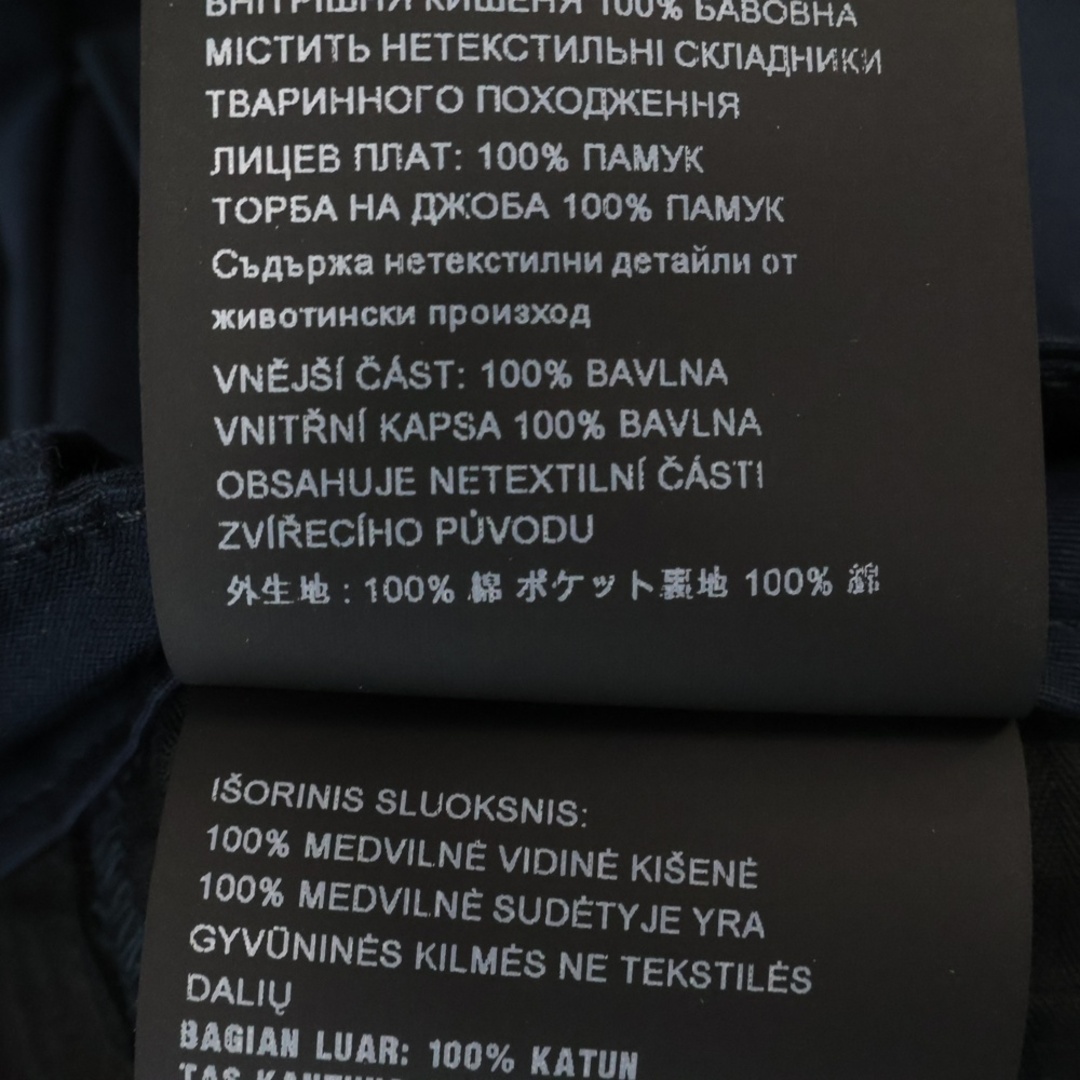 ВНІТРІШНЯ КИШЕНЯ 100% БАВОВНА
МІСТИТЬ НЕТЕКСТИЛЬНІ СКЛАДНИКИ
ТВАРИННОГО ПОХОДЖЕННЯ
ЛИЦЕВ ПЛАТ: 100% ПАМУК
ТОРБА НА ДЖОБА 100% ПАМУК
Съдържа нетекстилни детайли от
животински произход
VNĚJŠÍ ČÁST: 100% BAVLNA
VNITŘNÍ KAPSA 100% BAVLNA
OBSAHUJE NETEXTILNÍ ČÁSTI
ZVÍŘECÍHO PŮVODU
外生地 : 100% 綿 ポケット裏地 100% 綿
IŠORINIS SLUOKSNIS:
100% MEDVILNĖ VIDINĖ KIŠENĖ
100% MEDVILNĖ SUDĖTYJE YRA
GYVŪNINĖS KILMĖS NE TEKSTILĖS
DALIŲ
BAGIAN LUAR: 100% KATUN